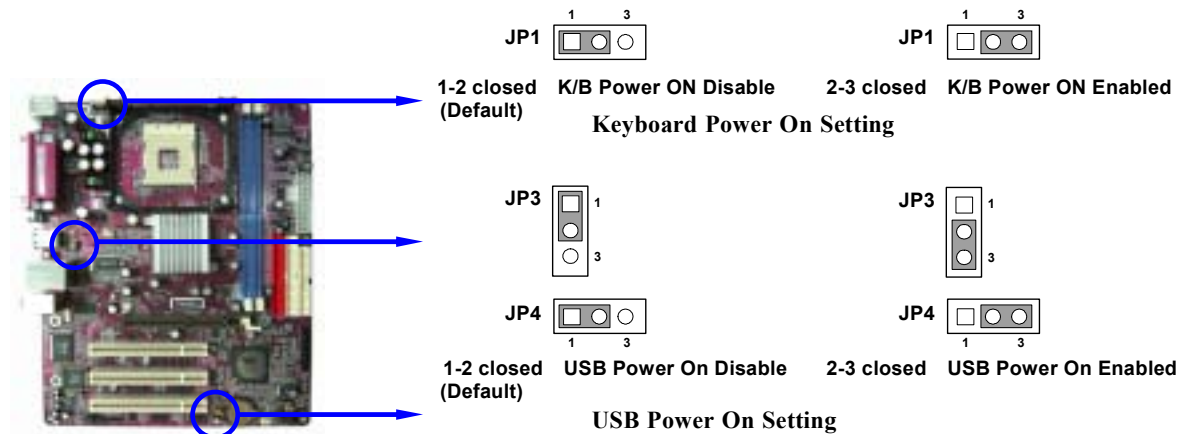 1 3 1 3
JP1 JP1
1-2 closed K/B Power ON Disable 2-3 closed K/B Power ON Enabled
(Default)
Keyboard Power On Setting
JP3 1 JP3 1
3 3
JP4 JP4
1 3 1 3
1-2 closed USB Power On Disable 2-3 closed USB Power On Enabled
(Default)
USB Power On Setting